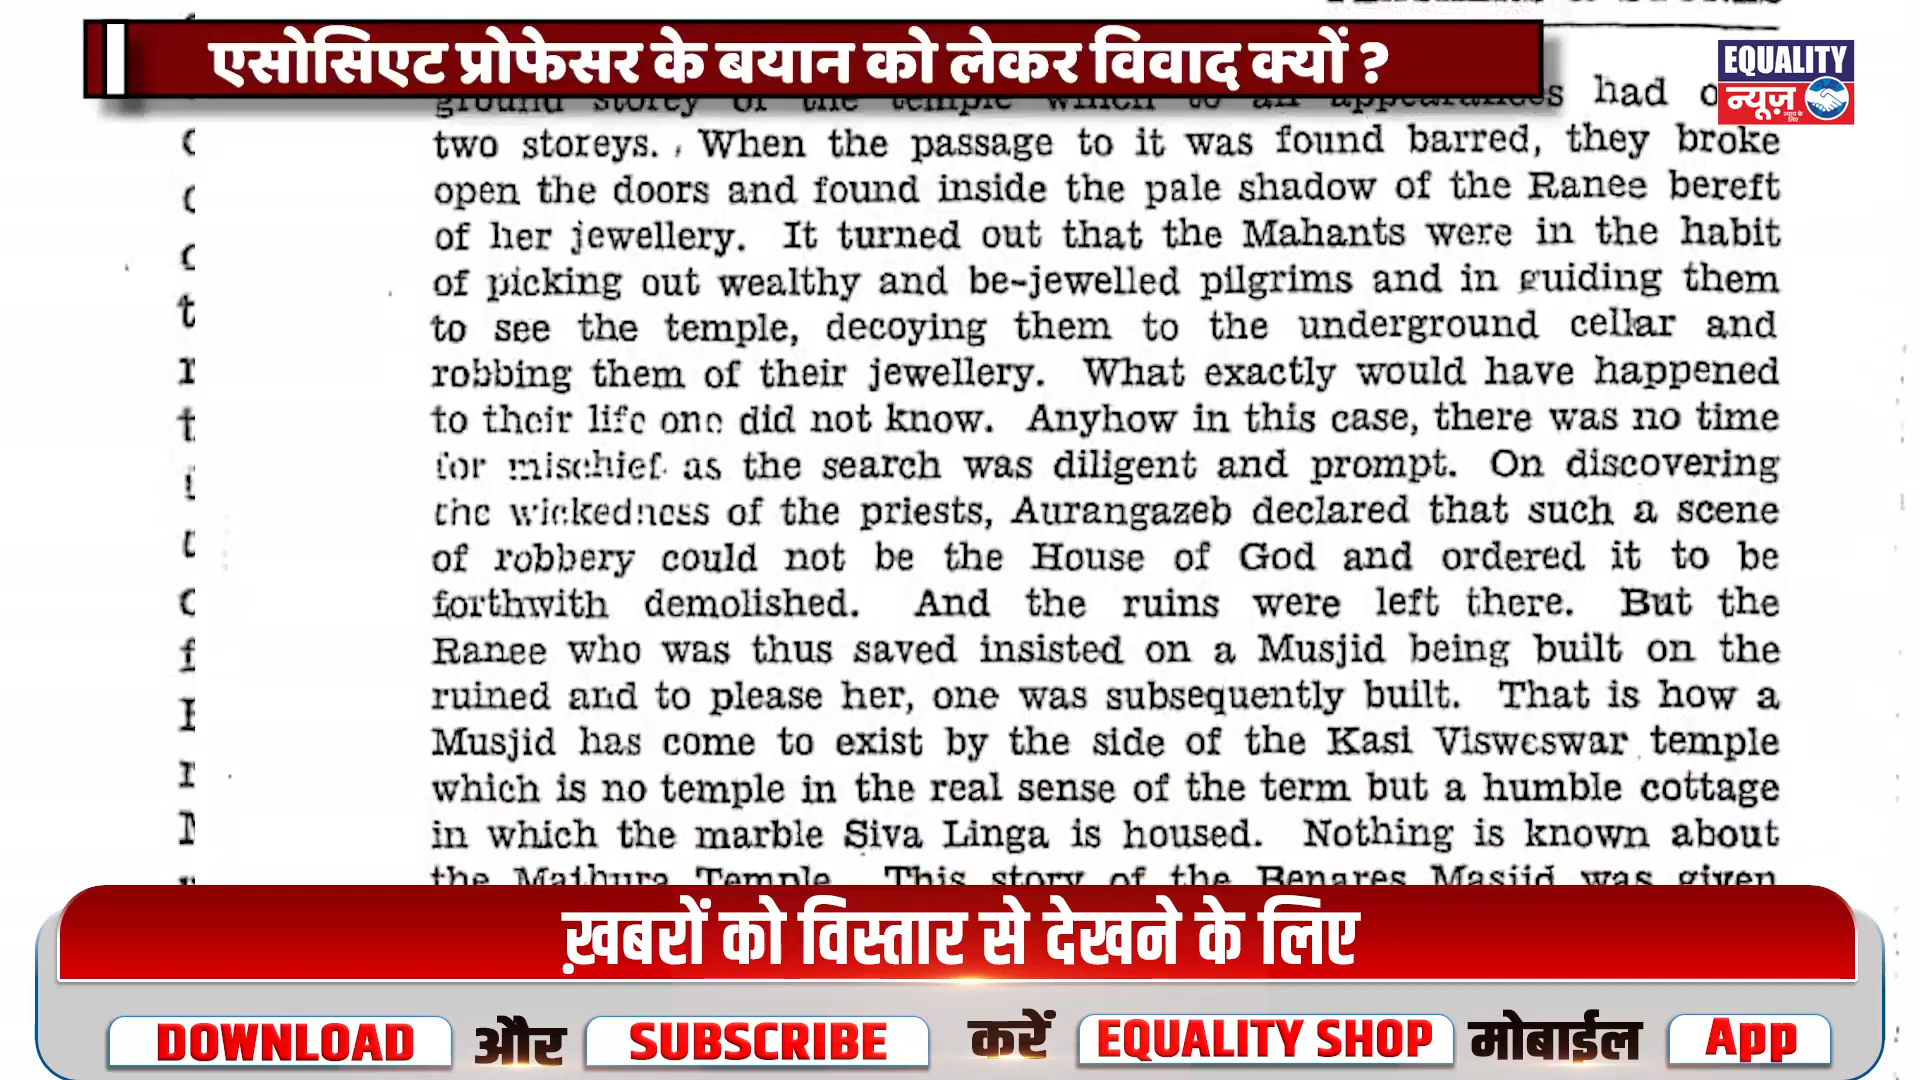 एसोसिएट प्रोफेसर के बयान को लेकर विवाद क्यों ?
EQUALITY
न्यूज़
ground storey of the temple which to all appearances had
two storeys. When the passage to it was found barred, they broke
open the doors and found inside the pale shadow of the Ranee bereft
of her jewellery. It turned out that the Mahants were in the habit
of picking out wealthy and be-jewelled pilgrims and in guiding them
to see the temple, decoying them to the underground cellar and
robbing them of their jewellery. What exactly would have happened
to their life one did not know. Anyhow in this case, there was no time
for mischief as the search was diligent and prompt. On discovering
the wickedness of the priests, Aurangazeb declared that such a scene
of robbery could not be the House of God and ordered it to be
forthwith demolished. And the ruins were left there. But the
Ranee who was thus saved insisted on a Musjid being built on the
ruined and to please her, one was subsequently built. That is how a
Musjid has come to exist by the side of the Kasi Visweswar temple
which is no temple in the real sense of the term but a humble cottage
in which the marble Siva Linga is housed. Nothing is known about
the Mathura Temple. This story of the Benares Masjid was given
ख़बरों को विस्तार से देखने के लिए
DOWNLOAD और SUBSCRIBE करें EQUALITY SHOP मोबाईल App